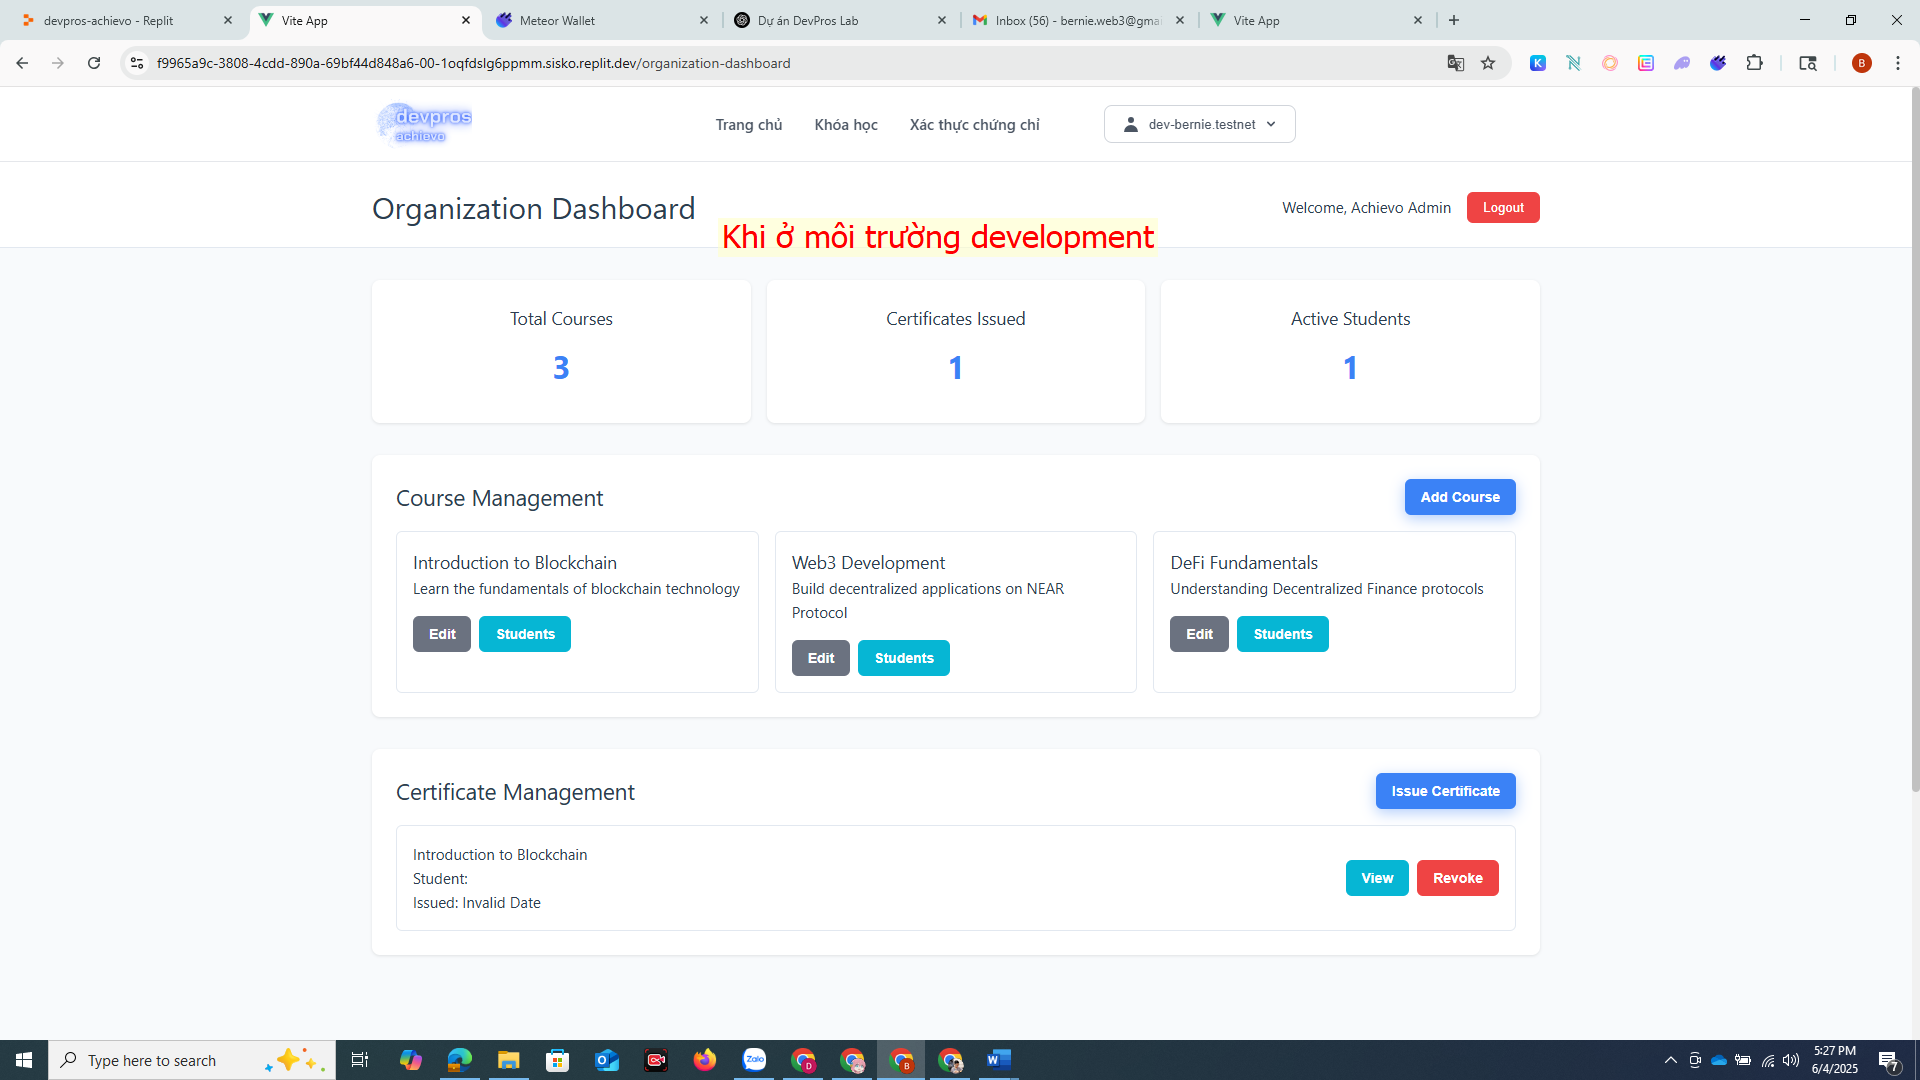 devpros-achievo - Replit
Vite App
Meteor Wallet
Dự án DevPros Lab
Inbox (56) - bernie.web3@gmai
Vite App
f9965a9c-3808-4cdd-890a-69bf44d848a6-00-1oqfdslg6ppmm.sisko.replit.dev/organization-dashboard
B
devpros
achievo
Trang chủ
Khóa học
Xác thực chứng chỉ
dev-bernie.testnet
Organization Dashboard
Welcome, Achievo Admin
Logout
Khi ở môi trường development
Total Courses
3
Certificates Issued
1
Active Students
1
Course Management
Add Course
Introduction to Blockchain
Learn the fundamentals of blockchain technology
Edit
Students
Web3 Development
Build decentralized applications on NEAR
Protocol
Edit
Students
DeFi Fundamentals
Understanding Decentralized Finance protocols
Edit
Students
Certificate Management
Issue Certificate
Introduction to Blockchain
Student:
Issued: Invalid Date
View
Revoke
Type here to search
Zalo
5:27 PM
6/4/2025
7